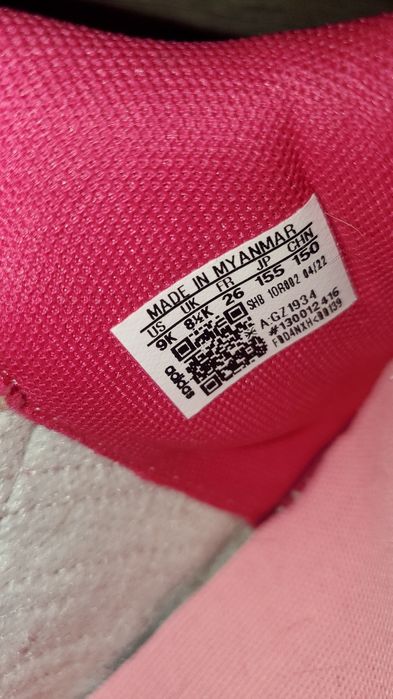 MADE IN MYANMAR
US UK FR JP CHN
9K 8½K 26 155 150
SHB 10R002 04/22
A:GZ1934
#130012416
adidas